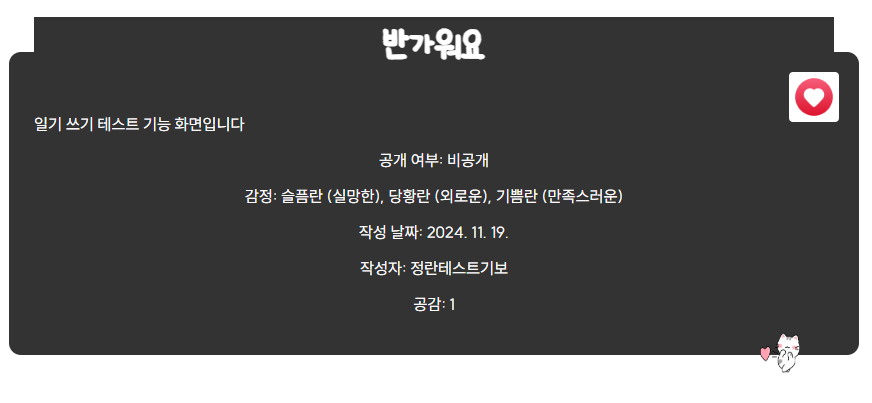 반가워요
일기 쓰기 테스트 기능 화면입니다
공개 여부: 비공개
감정: 슬픔란 (실망한), 당황란 (외로운), 기쁨란 (만족스러운)
작성 날짜: 2024. 11. 19.
작성자: 정란테스트기보
공감: 1